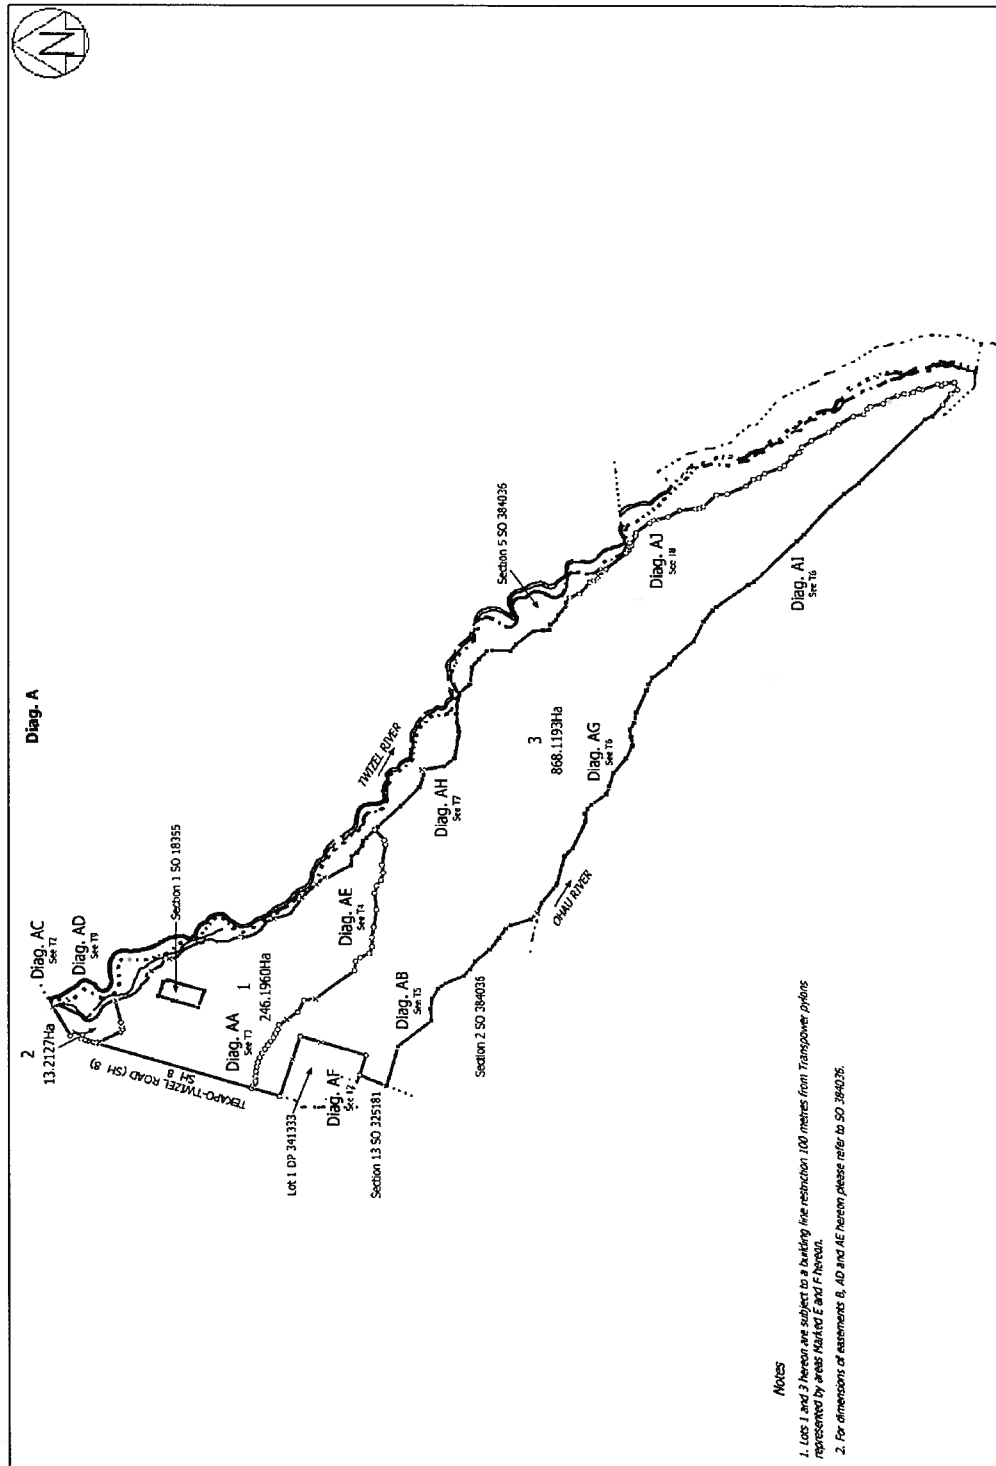 N
Diag. A
2
13.2127Ha
Diag. AC
See T2
Diag. AD
See T9
Section 1 SO 18355
TEKAPO-TWIZEL ROAD (SH 8)
SH 8
1
246.1960Ha
Diag. AA
See T3
Diag. AE
See T4
TWIZEL RIVER
Diag. AH
See T7
Section 5 SO 384036
Lot 1 DP 341333
Diag. AF
Section 13 SO 325181
Diag. AB
See T5
Section 2 SO 384036
OHAU RIVER
3
868.1193Ha
Diag. AG
See T6
Diag. AJ
See T8
Diag. AI
See T6
Notes
1. Lots 1 and 3 hereon are subject to a building line restriction 100 metres from Transpower pylons
represented by areas Marked E and F hereon.
2. For dimensions of easements B, AD and AE hereon please refer to SO 384036.